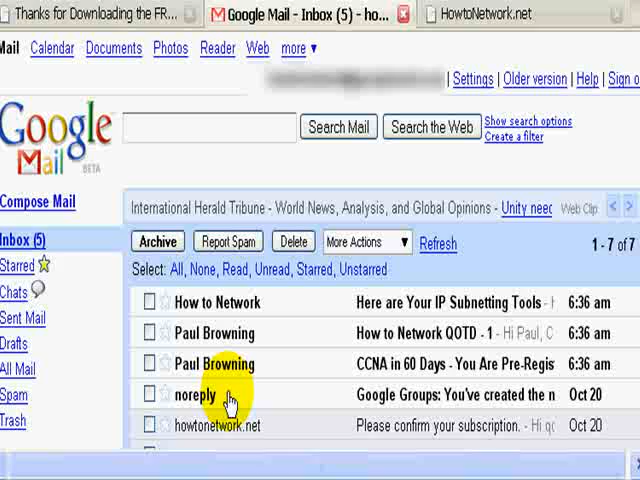 Thanks for Downloading the FR... Google Mail - Inbox (5) - ho... HowtoNetwork.net
Mail Calendar Documents Photos Reader Web more ▼
| Settings | Older version | Help | Sign o
Google Mail BETA Search Mail Search the Web Show search options
Create a filter
Compose Mail
International Herald Tribune - World News, Analysis, and Global Opinions - Unity need Web Clip < >
Inbox (5) Archive Report Spam Delete More Actions ▼ Refresh 1 - 7 of 7
Starred Select: All, None, Read, Unread, Starred, Unstarred
Chats
How to Network Here are Your IP Subnetting Tools - 6:36 am
Sent Mail
Paul Browning How to Network QOTD - 1 - Hi Paul, C 6:36 am
Drafts
Paul Browning CCNA in 60 Days - You Are Pre-Regis 6:36 am
All Mail
Spam noreply Google Groups: You've created the n Oct 20
Trash howtonetwork.net Please confirm your subscription. - Hi Oct 20